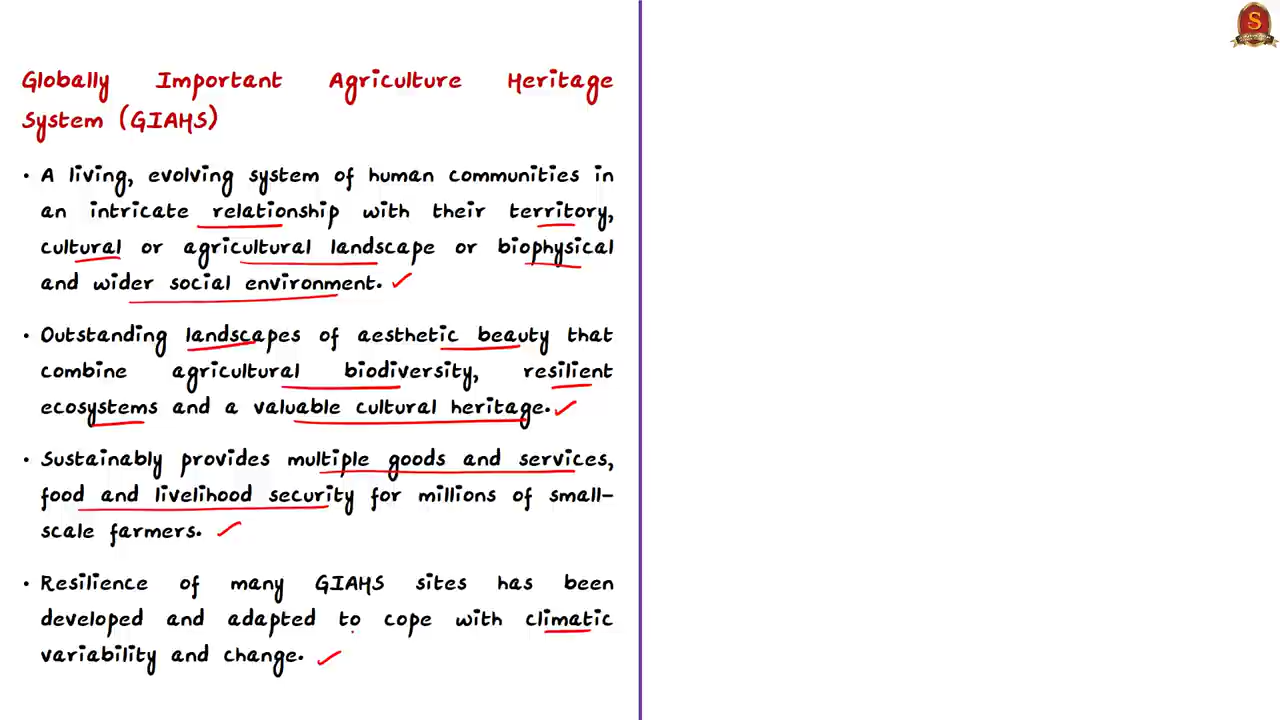 Globally Important Agriculture Heritage
System (GIAHS)
• A living, evolving system of human communities in
an intricate relationship with their territory,
cultural or agricultural landscape or biophysical
and wider social environment.
• Outstanding landscapes of aesthetic beauty that
combine agricultural biodiversity, resilient
ecosystems and a valuable cultural heritage.
• Sustainably provides multiple goods and services,
food and livelihood security for millions of small-
scale farmers.
• Resilience of many GIAHS sites has been
developed and adapted to cope with climatic
variability and change.
S